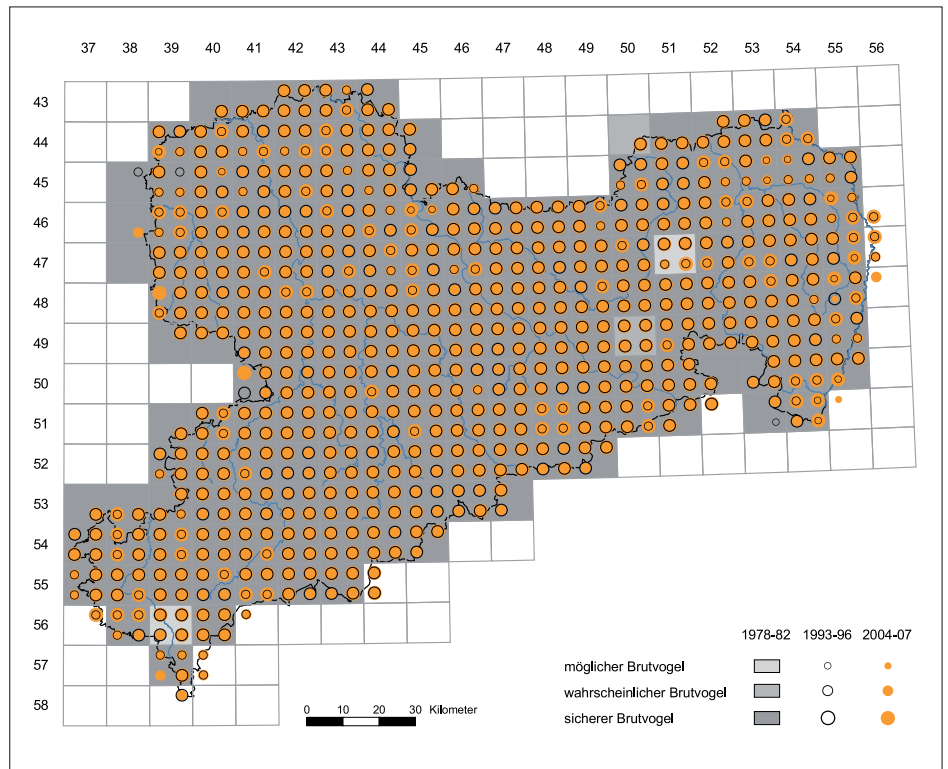 37 38 39 40 41 42 43 44 45 46 47 48 49 50 51 52 53 54 55 56
43
44
45
46
47
48
49
50
51
52
53
54
55
56
57
58
1978-82 1993-96 2004-07
möglicher Brutvogel
wahrscheinlicher Brutvogel
sicherer Brutvogel
0 10 20 30 Kilometer